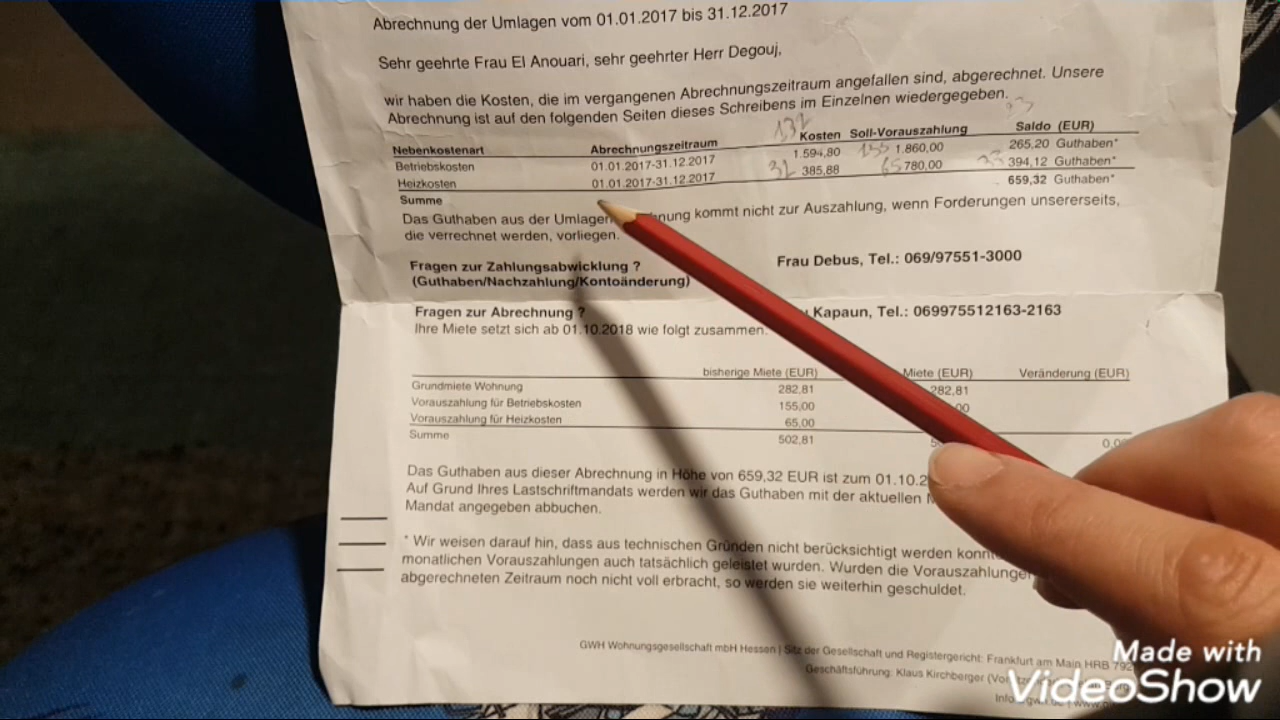 Abrechnung der Umlagen vom 01.01.2017 bis 31.12.2017
Sehr geehrte Frau El Anouari, sehr geehrter Herr Degouj,
wir haben die Kosten, die im vergangenen Abrechnungszeitraum angefallen sind, abgerechnet. Unsere
Abrechnung ist auf den folgenden Seiten dieses Schreibens im Einzelnen wiedergegeben.
Nebenkostenart Abrechnungszeitraum Kosten Soll-Vorauszahlung Saldo (EUR)
Betriebskosten 01.01.2017-31.12.2017 1.594,80 155 1.860,00 265,20 Guthaben*
Heizkosten 01.01.2017-31.12.2017 385,88 65 780,00 394,12 Guthaben*
Summe 659,32 Guthaben*
Das Guthaben aus der kommt nicht zur Auszahlung, wenn Forderungen unsererseits,
die verrechnet werden, vorliegen.
Fragen zur Zahlungsabwicklung ? Frau Debus, Tel.: 069/97551-3000
(Guthaben/Nachzahlung/Kontoänderung)
Fragen zur Abrechnung ? Kapaun, Tel.: 069975512163-2163
Ihre Miete setzt sich ab 01.10.2018 wie folgt zusammen:
bisherige Miete (EUR) Miete (EUR) Veränderung (EUR)
Grundmiete Wohnung 282,81 282,81
Vorauszahlung für Betriebskosten 155,00
Vorauszahlung für Heizkosten 65,00
Summe 502,81
Das Guthaben aus dieser Abrechnung in Höhe von 659,32 EUR ist zum
Auf Grund Ihres Lastschriftmandats werden wir das Guthaben mit der aktuellen
Mandat angegeben abbuchen.
* Wir weisen darauf hin, dass aus technischen Gründen nicht berücksichtigt werden
monatlichen Vorauszahlungen auch tatsächlich geleistet wurden. Wurden die Vorauszahlungen
abgerechneten Zeitraum noch nicht voll erbracht, so werden sie weiterhin geschuldet.
GWH Wohnungsgesellschaft mbH Hessen | Sitz der Gesellschaft und Registergericht: Frankfurt am Main HRB
Geschäftsführung: Klaus Kirchberger
Made with
VideoShow